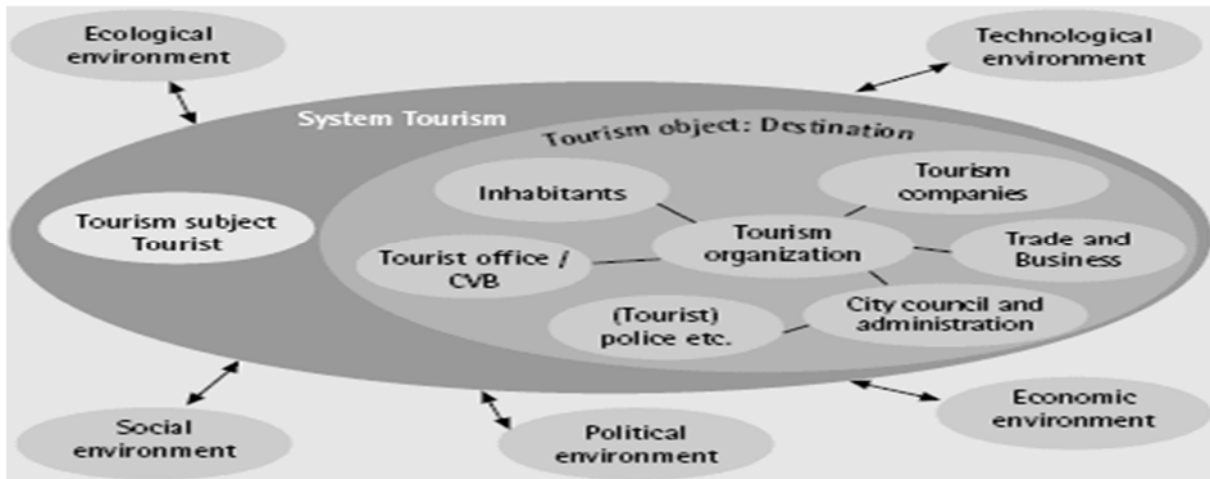 Ecological
environment
Technological
environment
System Tourism
Tourism object: Destination
Inhabitants
Tourism
companies
Tourism subject
Tourist
Tourism
organization
Trade and
Business
Tourist office /
CVB
City council and
administration
(Tourist)
police etc.
Social
environment
Political
environment
Economic
environment